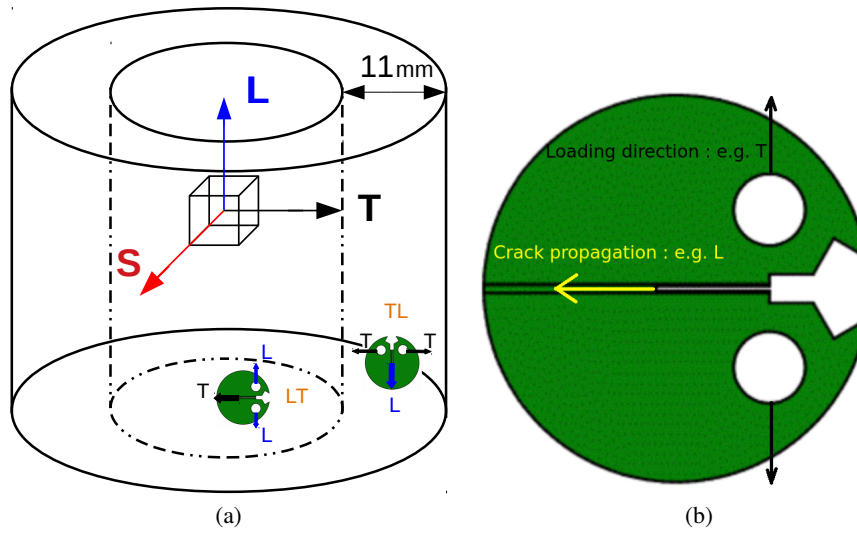 L
11mm
T
S
TL
T T
L
L
T LT
L
Loading direction : e.g. T
Crack propagation : e.g. L
(a)
(b)